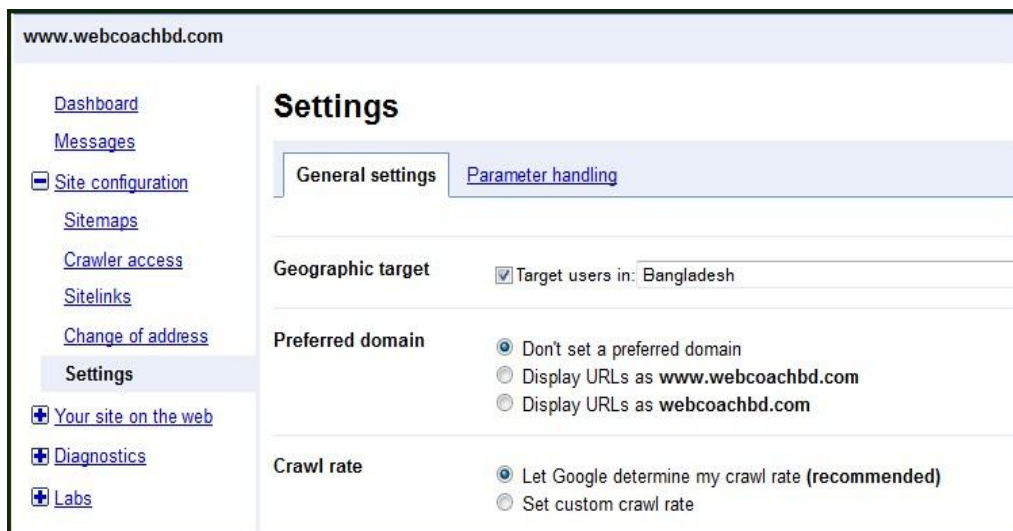 www.webcoachbd.com
Dashboard
Messages
Site configuration
Sitemaps
Crawler access
Sitelinks
Change of address
Settings
Your site on the web
Diagnostics
Labs
Settings
General settings
Parameter handling
Geographic target
Target users in: Bangladesh
Preferred domain
Don't set a preferred domain
Display URLs as www.webcoachbd.com
Display URLs as webcoachbd.com
Crawl rate
Let Google determine my crawl rate (recommended)
Set custom crawl rate